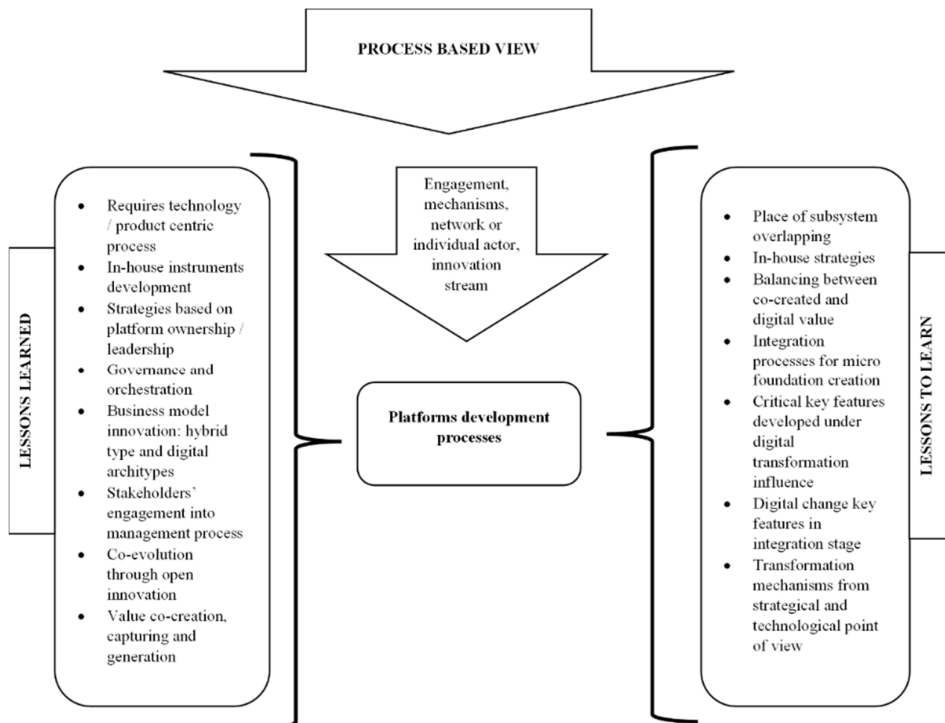 PROCESS BASED VIEW
LESSONS LEARNED
• Requires technology
/ product centric
process
• In-house instruments
development
• Strategies based on
platform ownership /
leadership
• Governance and
orchestration
• Business model
innovation: hybrid
type and digital
architypes
• Stakeholders’
engagement into
management process
• Co-evolution
through open
innovation
• Value co-creation,
capturing and
generation
Engagement,
mechanisms,
network or
individual actor,
innovation
stream
Platforms development
processes
• Place of subsystem
overlapping
• In-house strategies
• Balancing between
co-created and
digital value
• Integration
processes for micro
foundation creation
• Critical key features
developed under
digital
transformation
influence
• Digital change key
features in
integration stage
• Transformation
mechanisms from
strategical and
technological point
of view
LESSONS TO LEARN